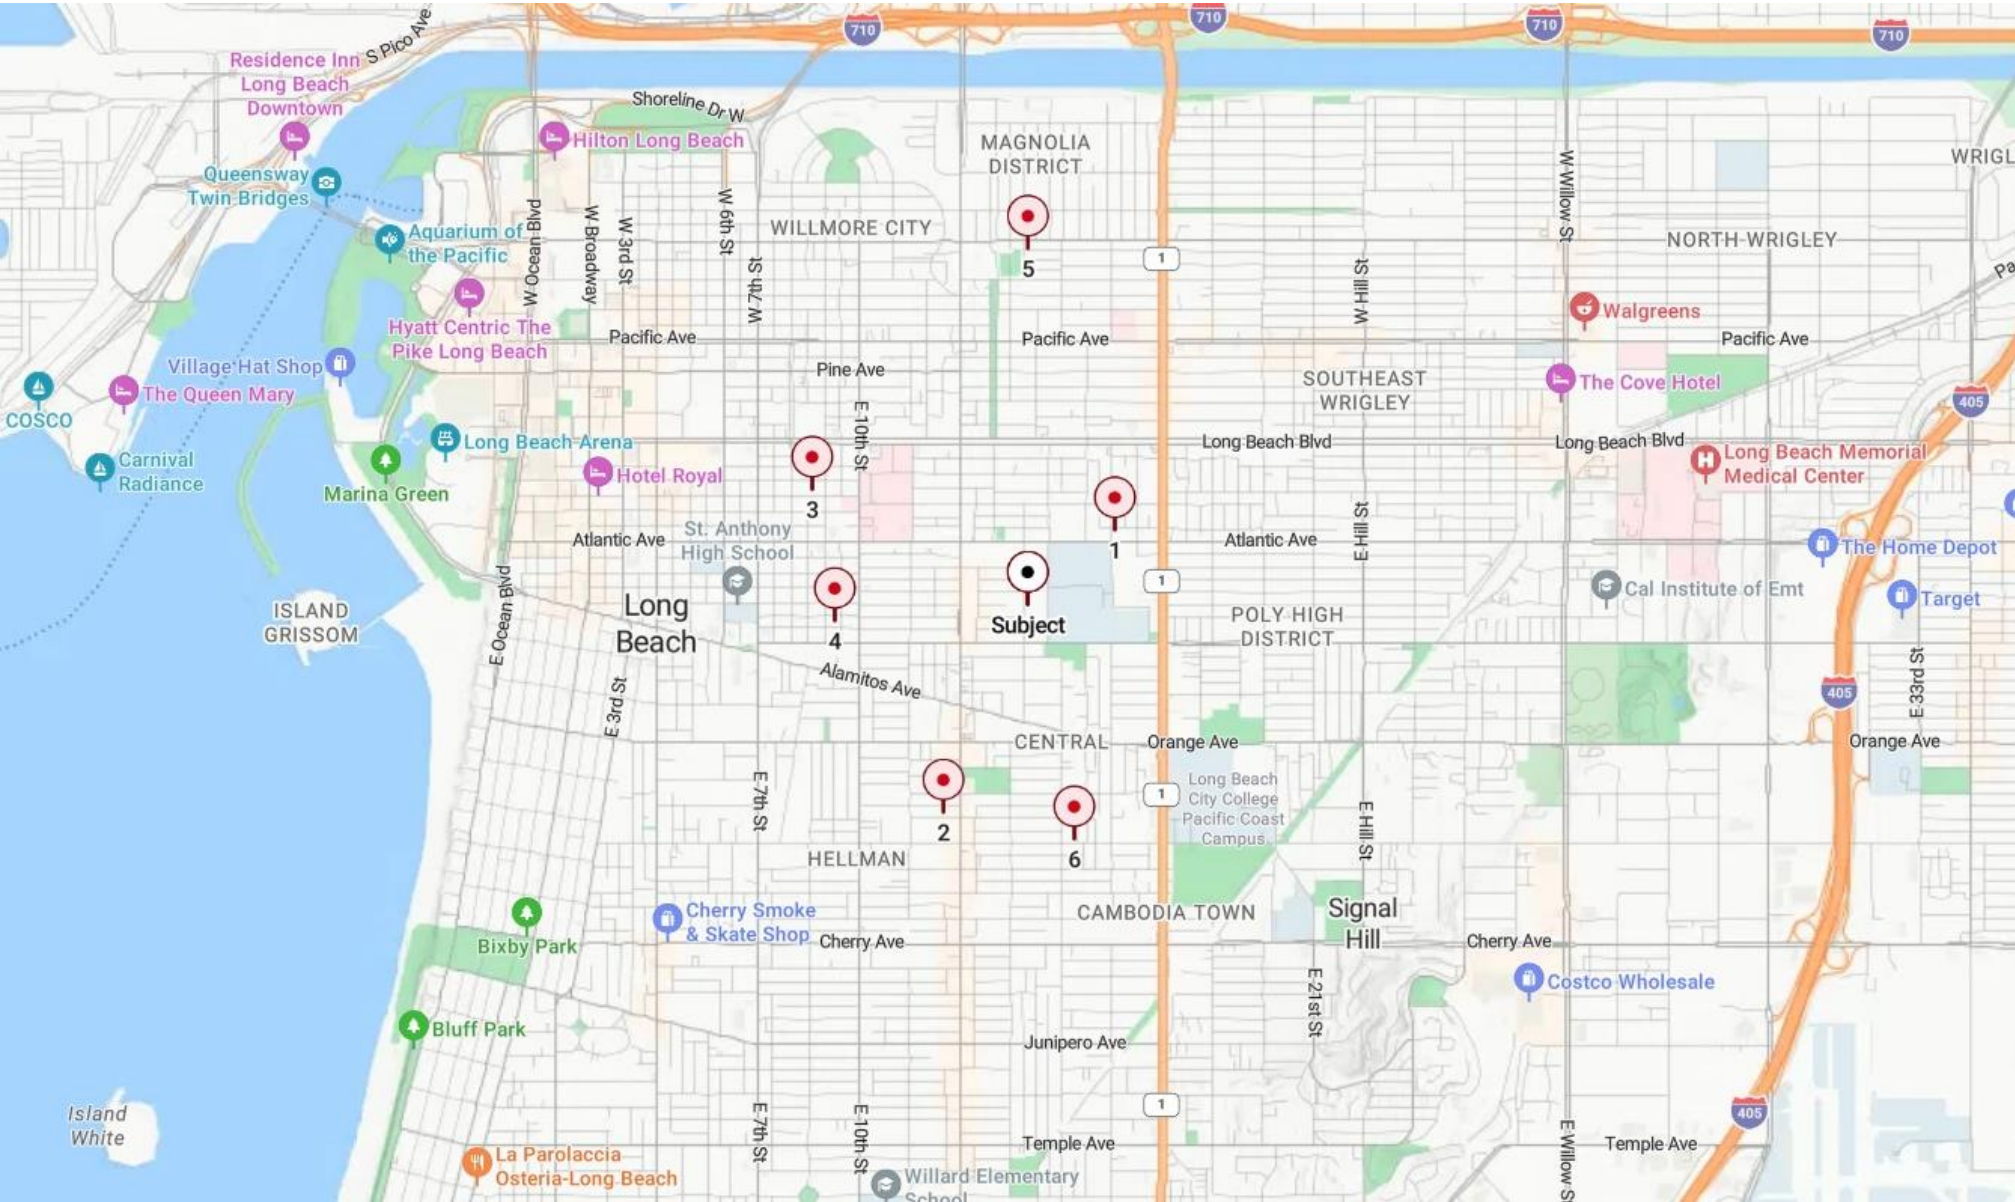 S Pico Ave
710
710
710
710
Residence Inn
Long Beach
Downtown
Shoreline Dr W
Hilton Long Beach
MAGNOLIA
DISTRICT
Queensway
Twin Bridges
W 6th St
W Willow St
Aquarium of
the Pacific
W Ocean Blvd
W Broadway
W 3rd St
WILLMORE CITY
5
1
NORTH WRIGLEY
W 7th St
W Hill St
Hyatt Centric The
Pike Long Beach
Pacific Ave
Pacific Ave
Walgreens
Pacific Ave
Village Hat Shop
Pine Ave
SOUTHEAST
WRIGLEY
The Cove Hotel
The Queen Mary
COSCO
405
E 10th St
Long Beach Arena
Long Beach Blvd
Long Beach Blvd
Long Beach Memorial
Medical Center
Carnival
Radiance
Marina Green
Hotel Royal
3
1
St. Anthony
High School
Atlantic Ave
Atlantic Ave
E Hill St
The Home Depot
1
Cal Institute of Emt
Target
ISLAND
GRISSOM
E Ocean Blvd
Long
Beach
4
Subject
POLY HIGH
DISTRICT
Alamitos Ave
E 3rd St
405
E 33rd St
CENTRAL
Orange Ave
Orange Ave
2
6
1
Long Beach
City College
Pacific Coast
Campus
E 7th St
E Hill St
HELLMAN
Cherry Smoke
& Skate Shop
Cherry Ave
CAMBODIA TOWN
Signal
Hill
Cherry Ave
Bixby Park
Costco Wholesale
E 21st St
Bluff Park
Junipero Ave
Island
White
E 7th St
E 10th St
1
405
Temple Ave
Temple Ave
E Willow St
La Parolaccia
Osteria-Long Beach
Willard Elementary
School